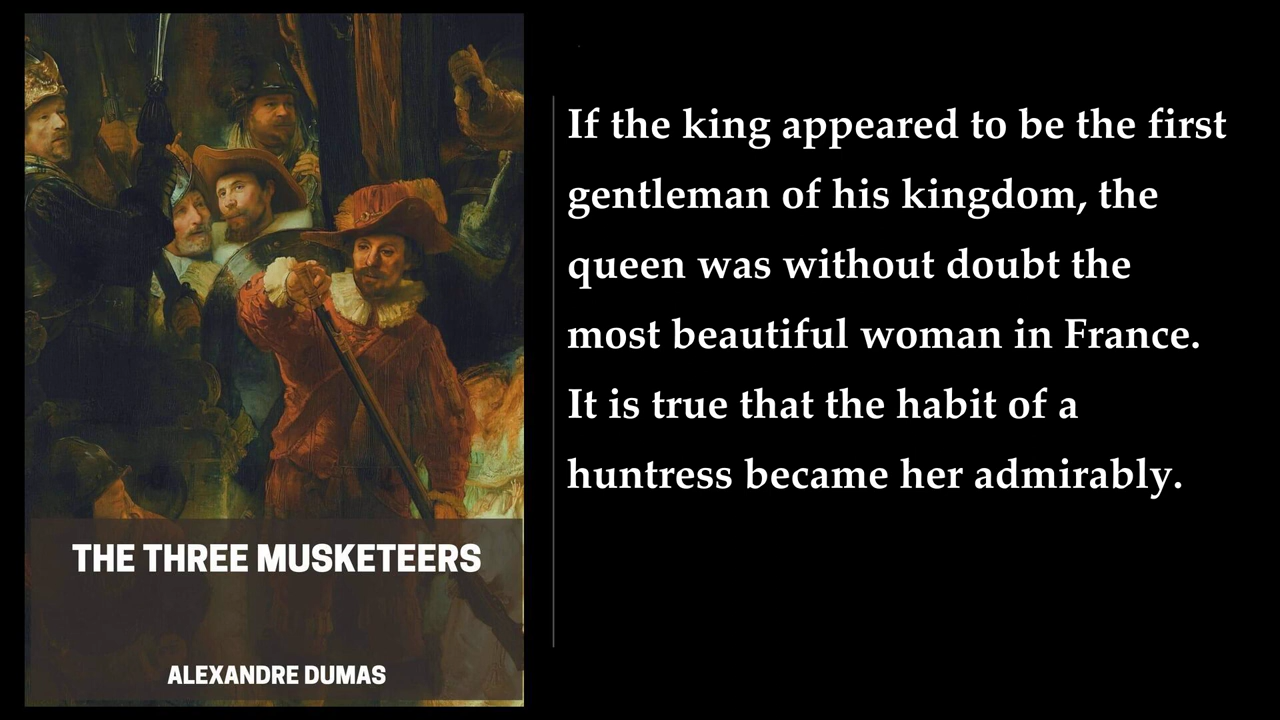 THE THREE MUSKETEERS
ALEXANDRE DUMAS
If the king appeared to be the first
gentleman of his kingdom, the
queen was without doubt the
most beautiful woman in France.
It is true that the habit of a
huntress became her admirably.